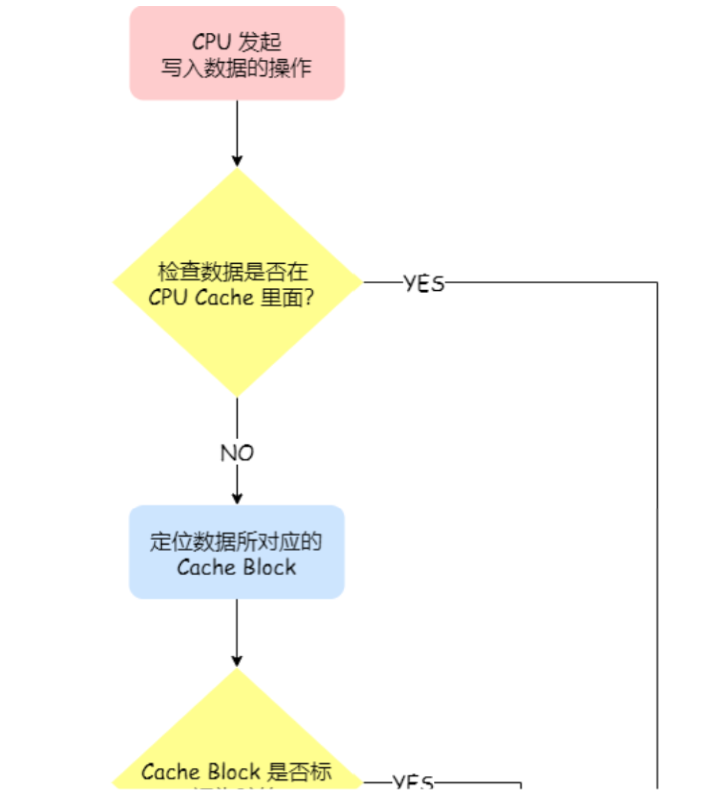 CPU 发起
写入数据的操作
检查数据是否在
CPU Cache 里面?
YES
NO
定位数据所对应的
Cache Block
Cache Block 是否标
YES